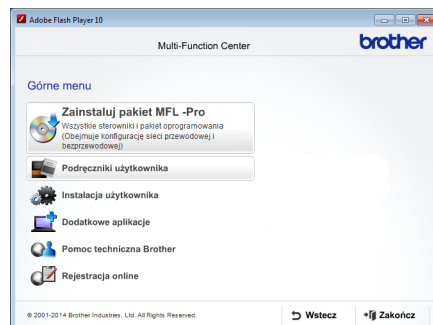 Adobe Flash Player 10
Multi-Function Center
brother
Górne menu
Zainstaluj pakiet MFL -Pro
Wszystkie sterowniki i pakiet oprogramowania
(Obejmuje konfigurację sieci przewodowej i
bezprzewodowej)
Podręczniki użytkownika
Instalacja użytkownika
Dodatkowe aplikacje
Pomoc techniczna Brother
Rejestracja online
© 2001-2014 Brother Industries, Ltd. All Rights Reserved.
Wstecz
Zakończ